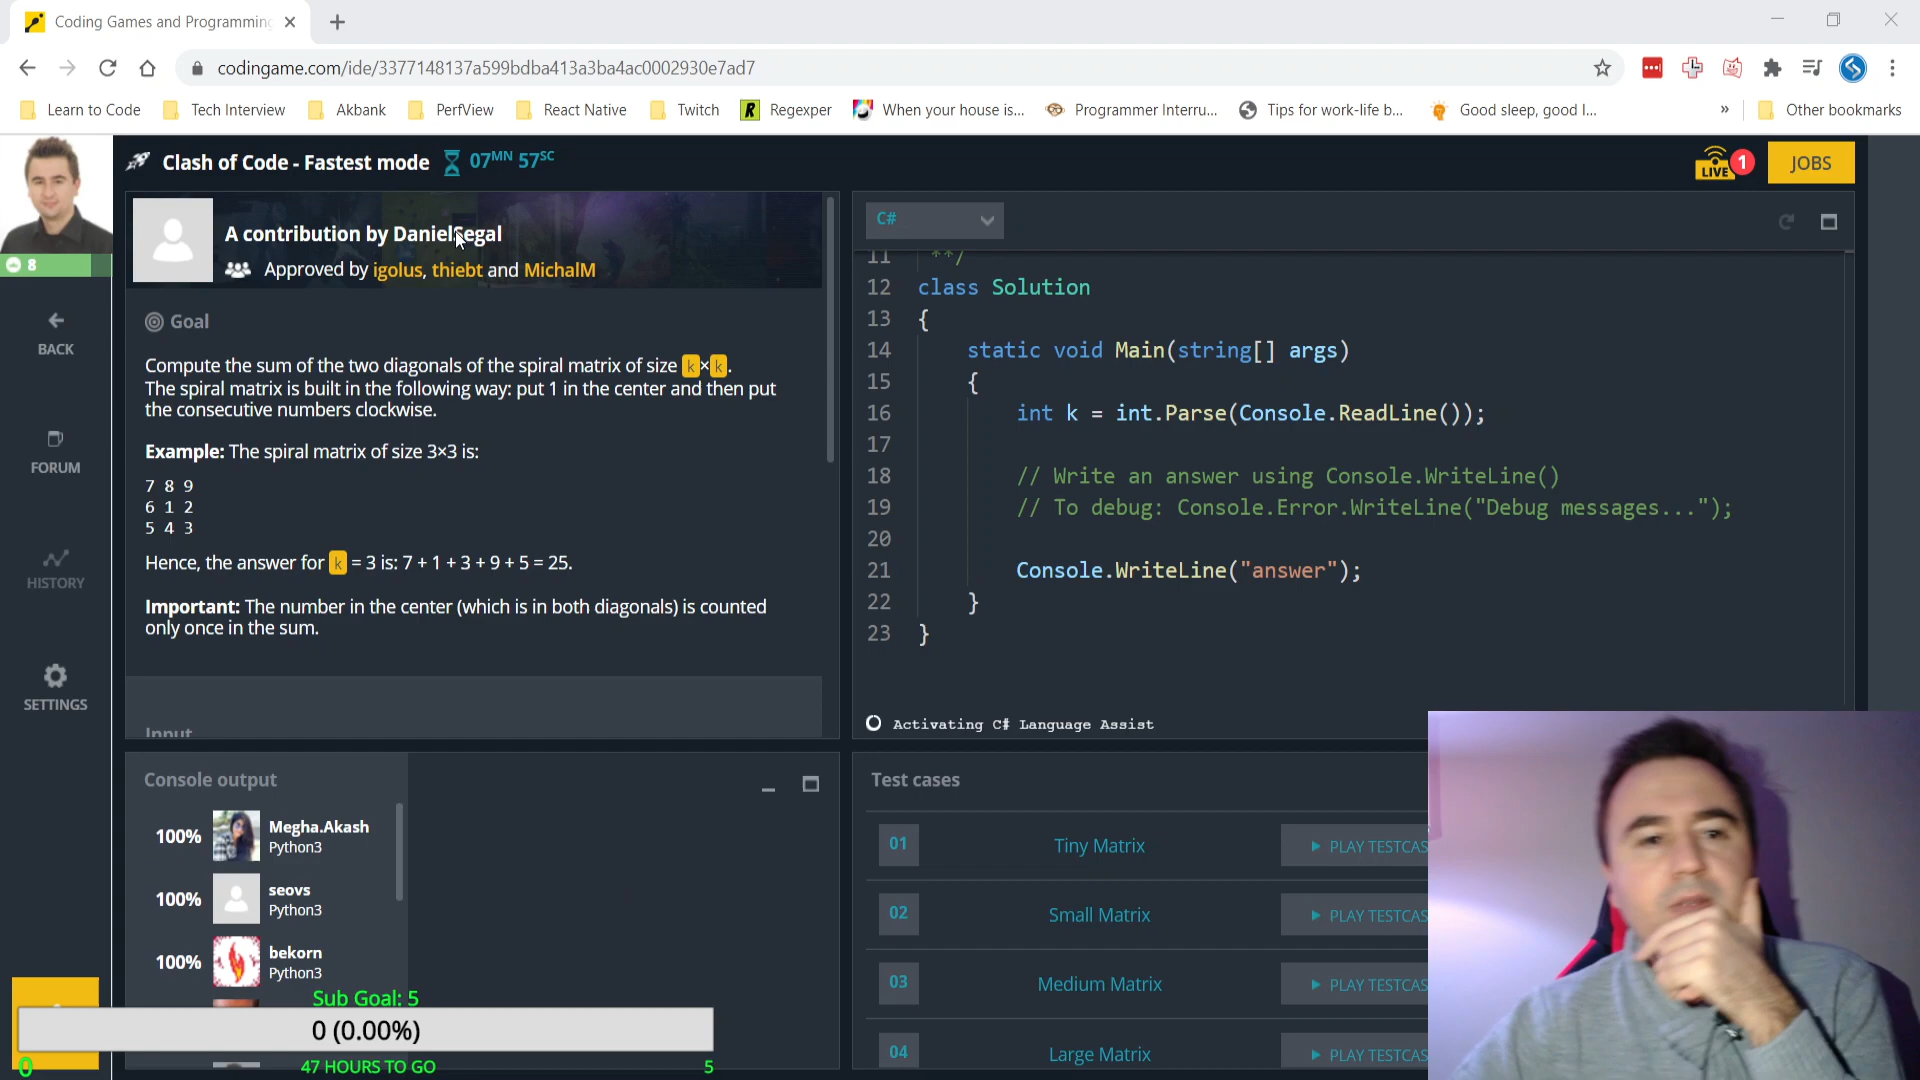 Coding Games and Programming
codingame.com/ide/3377148137a599bdba413a3ba4ac0002930e7ad7
Learn to Code
Tech Interview
Akbank
PerfView
React Native
Twitch
R
Regexper
When your house is...
Programmer Interru...
Tips for work-life b...
Good sleep, good l...
»
Other bookmarks
8
BACK
FORUM
HISTORY
SETTINGS
Clash of Code - Fastest mode
07MN 57SC
LIVE
1
JOBS
A contribution by DanielSegal
Approved by igolus, thiebt and MichalM
Goal
Compute the sum of the two diagonals of the spiral matrix of size k×k.
The spiral matrix is built in the following way: put 1 in the center and then put
the consecutive numbers clockwise.
Example: The spiral matrix of size 3×3 is:
7 8 9
6 1 2
5 4 3
Hence, the answer for k = 3 is: 7 + 1 + 3 + 9 + 5 = 25.
Important: The number in the center (which is in both diagonals) is counted
only once in the sum.
Input
C#
11 **/
12 class Solution
13 {
14 static void Main(string[] args)
15 {
16 int k = int.Parse(Console.ReadLine());
17
18 // Write an answer using Console.WriteLine()
19 // To debug: Console.Error.WriteLine("Debug messages...");
20
21 Console.WriteLine("answer");
22 }
23 }
Activating C# Language Assist
Console output
100% Megha.Akash
Python3
100% seovs
Python3
100% bekorn
Python3
Sub Goal: 5
0 (0.00%)
0
47 HOURS TO GO
5
Test cases
01 Tiny Matrix PLAY TESTCAS
02 Small Matrix PLAY TESTCAS
03 Medium Matrix PLAY TESTCAS
04 Large Matrix PLAY TESTCAS